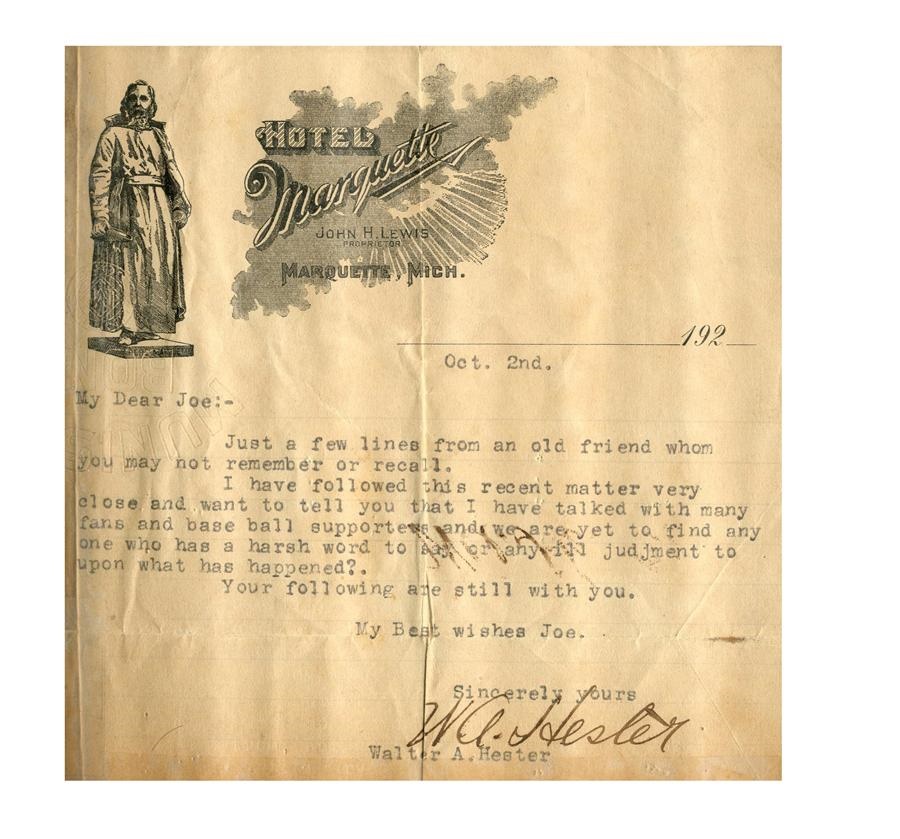 HOTEL
Marquette
JOHN H. LEWIS
PROPRIETOR
MARQUETTE, MICH.
192
Oct. 2nd.
My Dear Joe:-
Just a few lines from an old friend whom
you may not remember or recall.
I have followed this recent matter very
close and want to tell you that I have talked with many
fans and base ball supporters and we are yet to find any
one who has a harsh word to say or any ill judjment to
upon what has happened?.
Your following are still with you.
My Best wishes Joe.
Sincerely yours
W A. Hester
Walter A.Hester